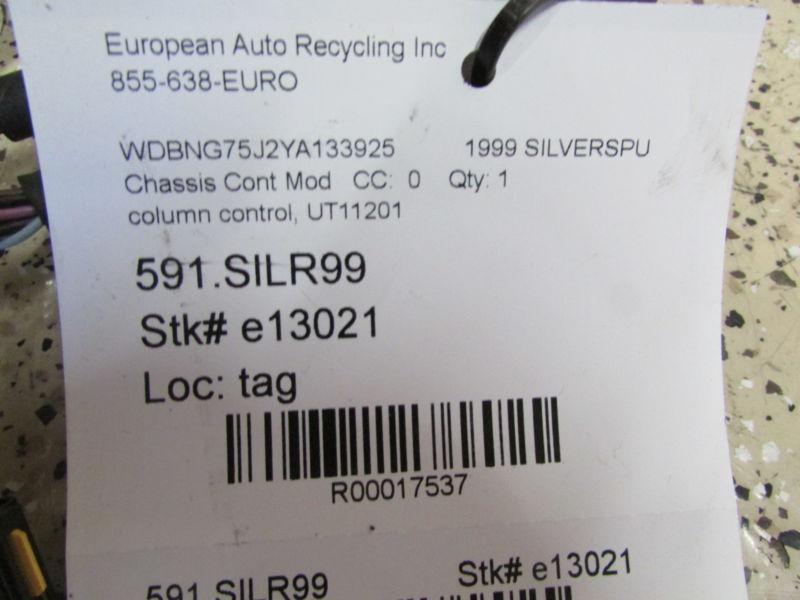 European Auto Recycling Inc
855-638-EURO
WDBNG75J2YA133925 1999 SILVERSPU
Chassis Cont Mod CC: 0 Qty: 1
column control, UT11201
591.SILR99
Stk# e13021
Loc: tag
R00017537
591.SILR99 Stk# e13021